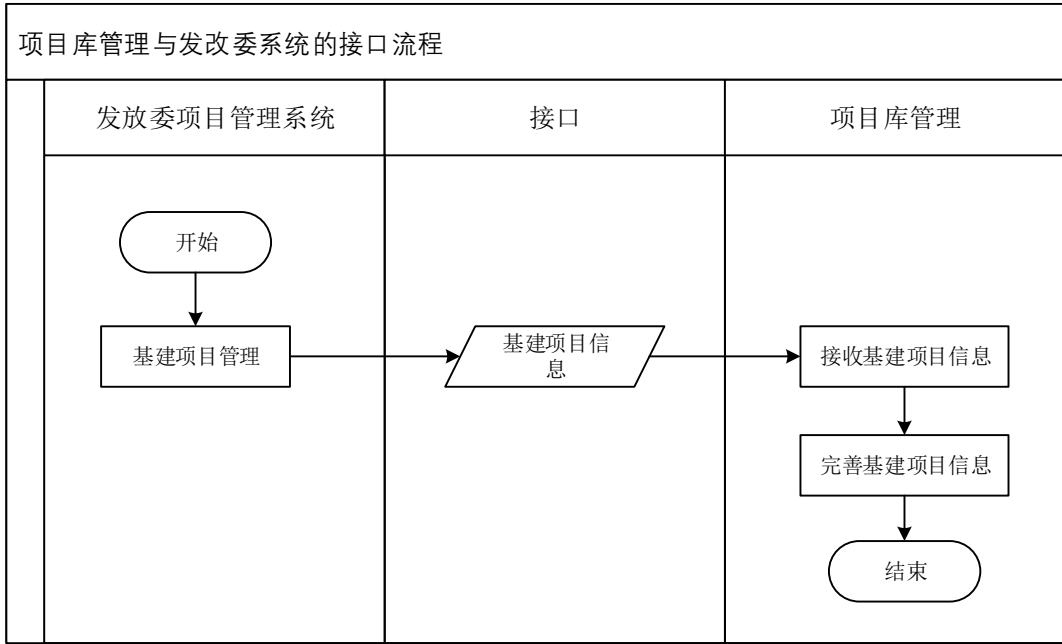 项目库管理与发改委系统的接口流程
发放委项目管理系统
接口
项目库管理
开始
基建项目管理
基建项目信
息
接收基建项目信息
完善基建项目信息
结束